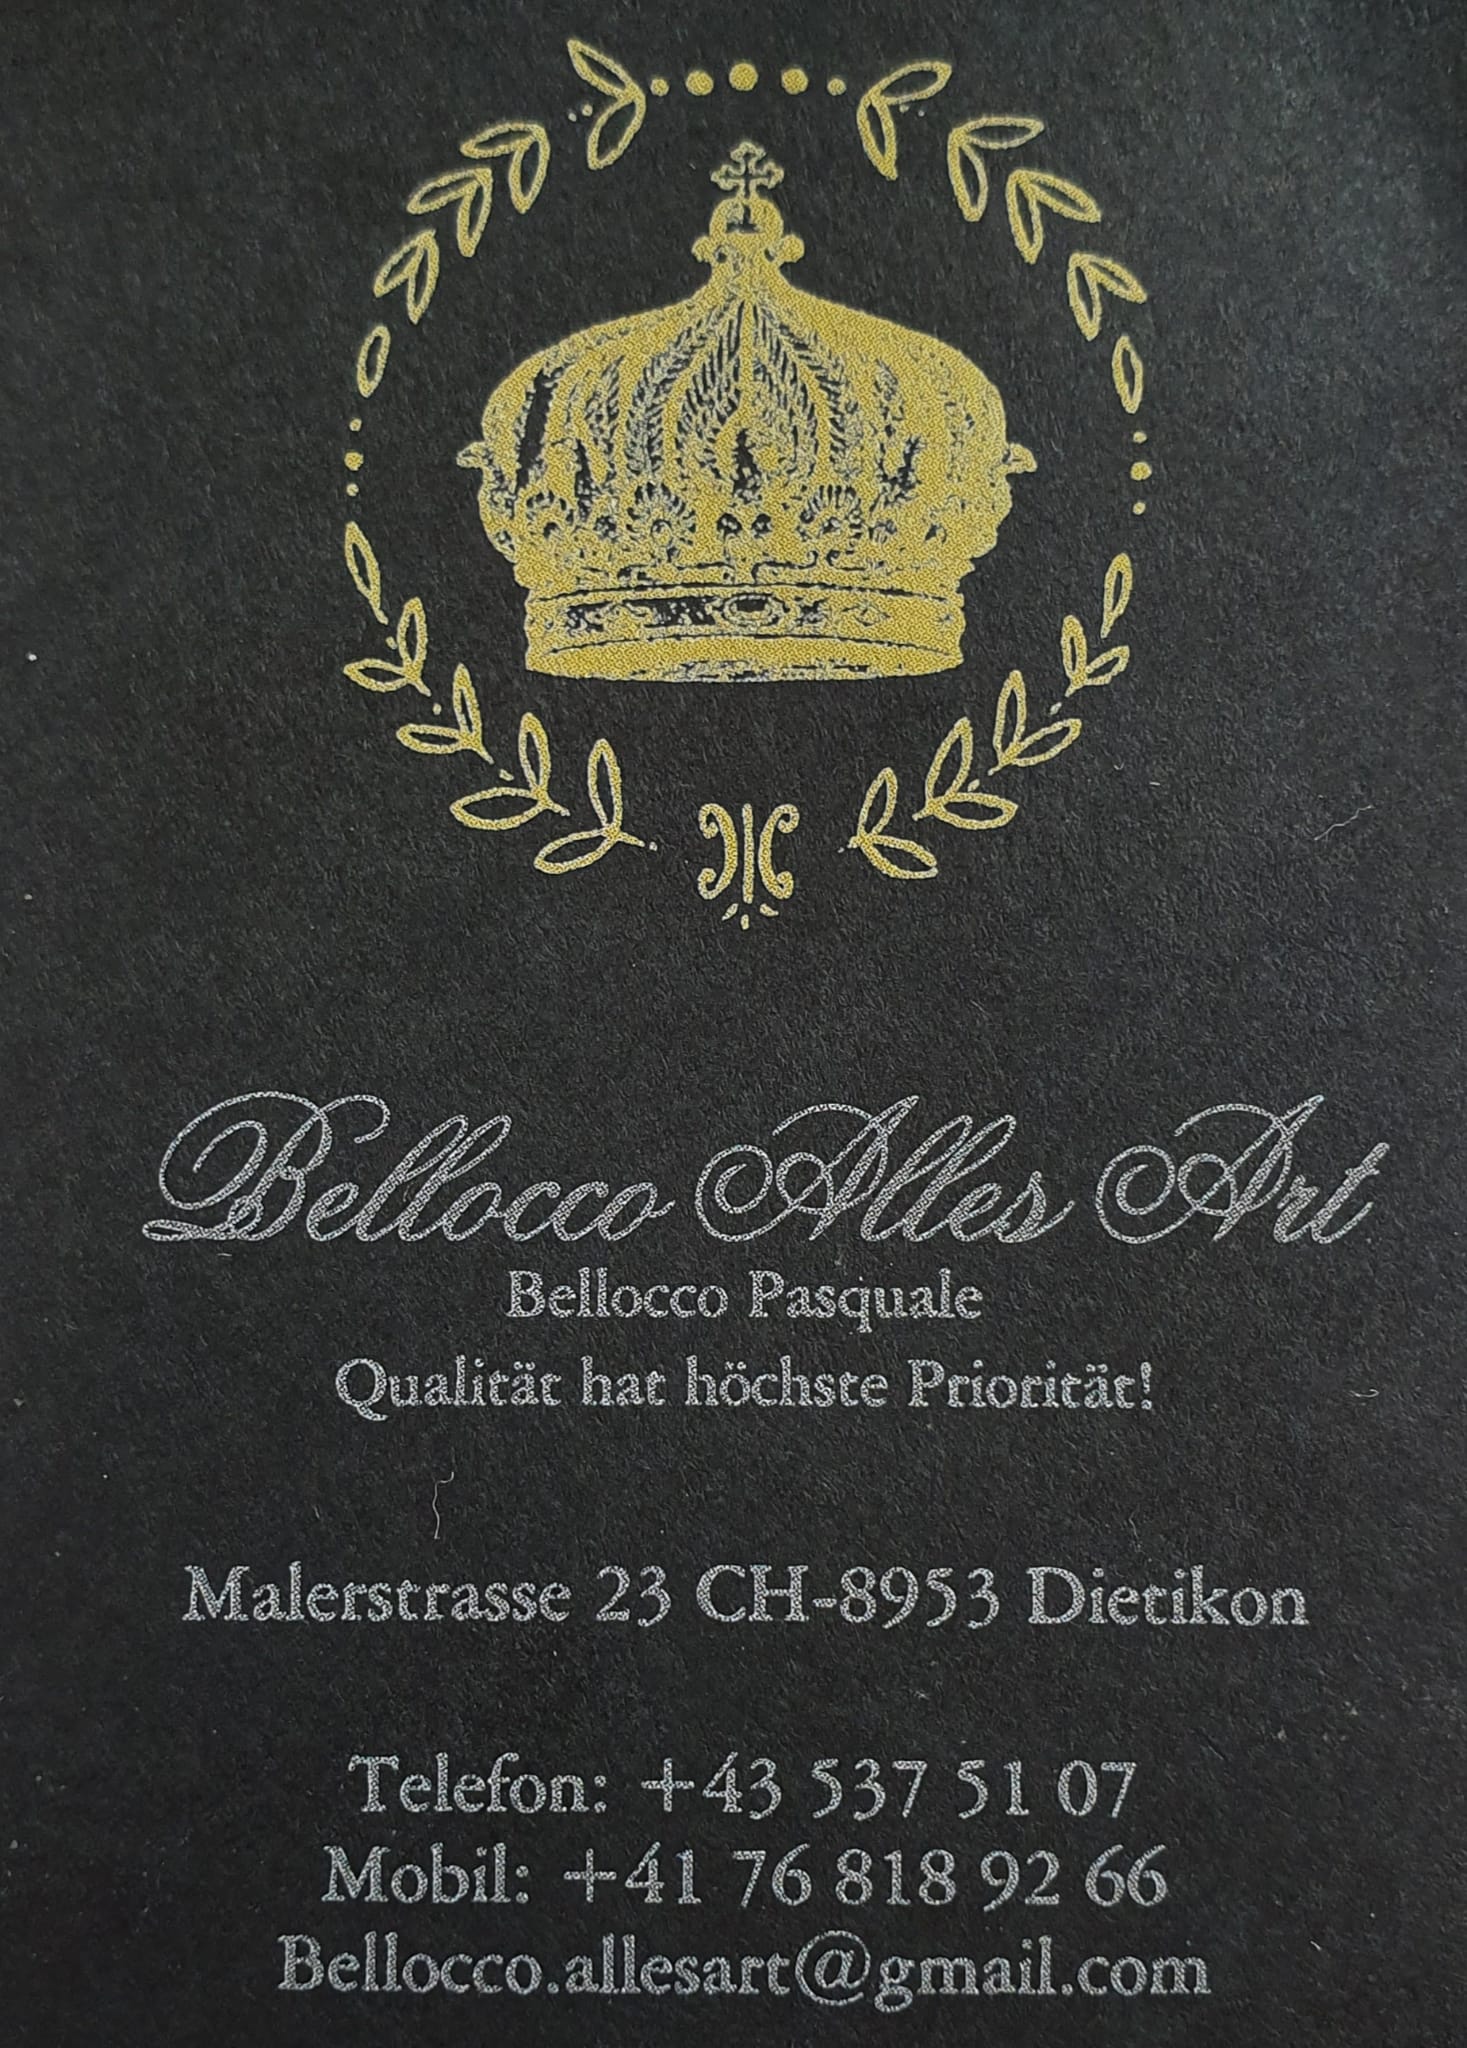 Bellocco Alles Art
Bellocco Pasquale
Qualität hat höchste Priorität!
Malerstrasse 23 CH-8953 Dietikon
Telefon: +43 537 51 07
Mobil: +41 76 818 92 66
Bellocco.allesart@gmail.com